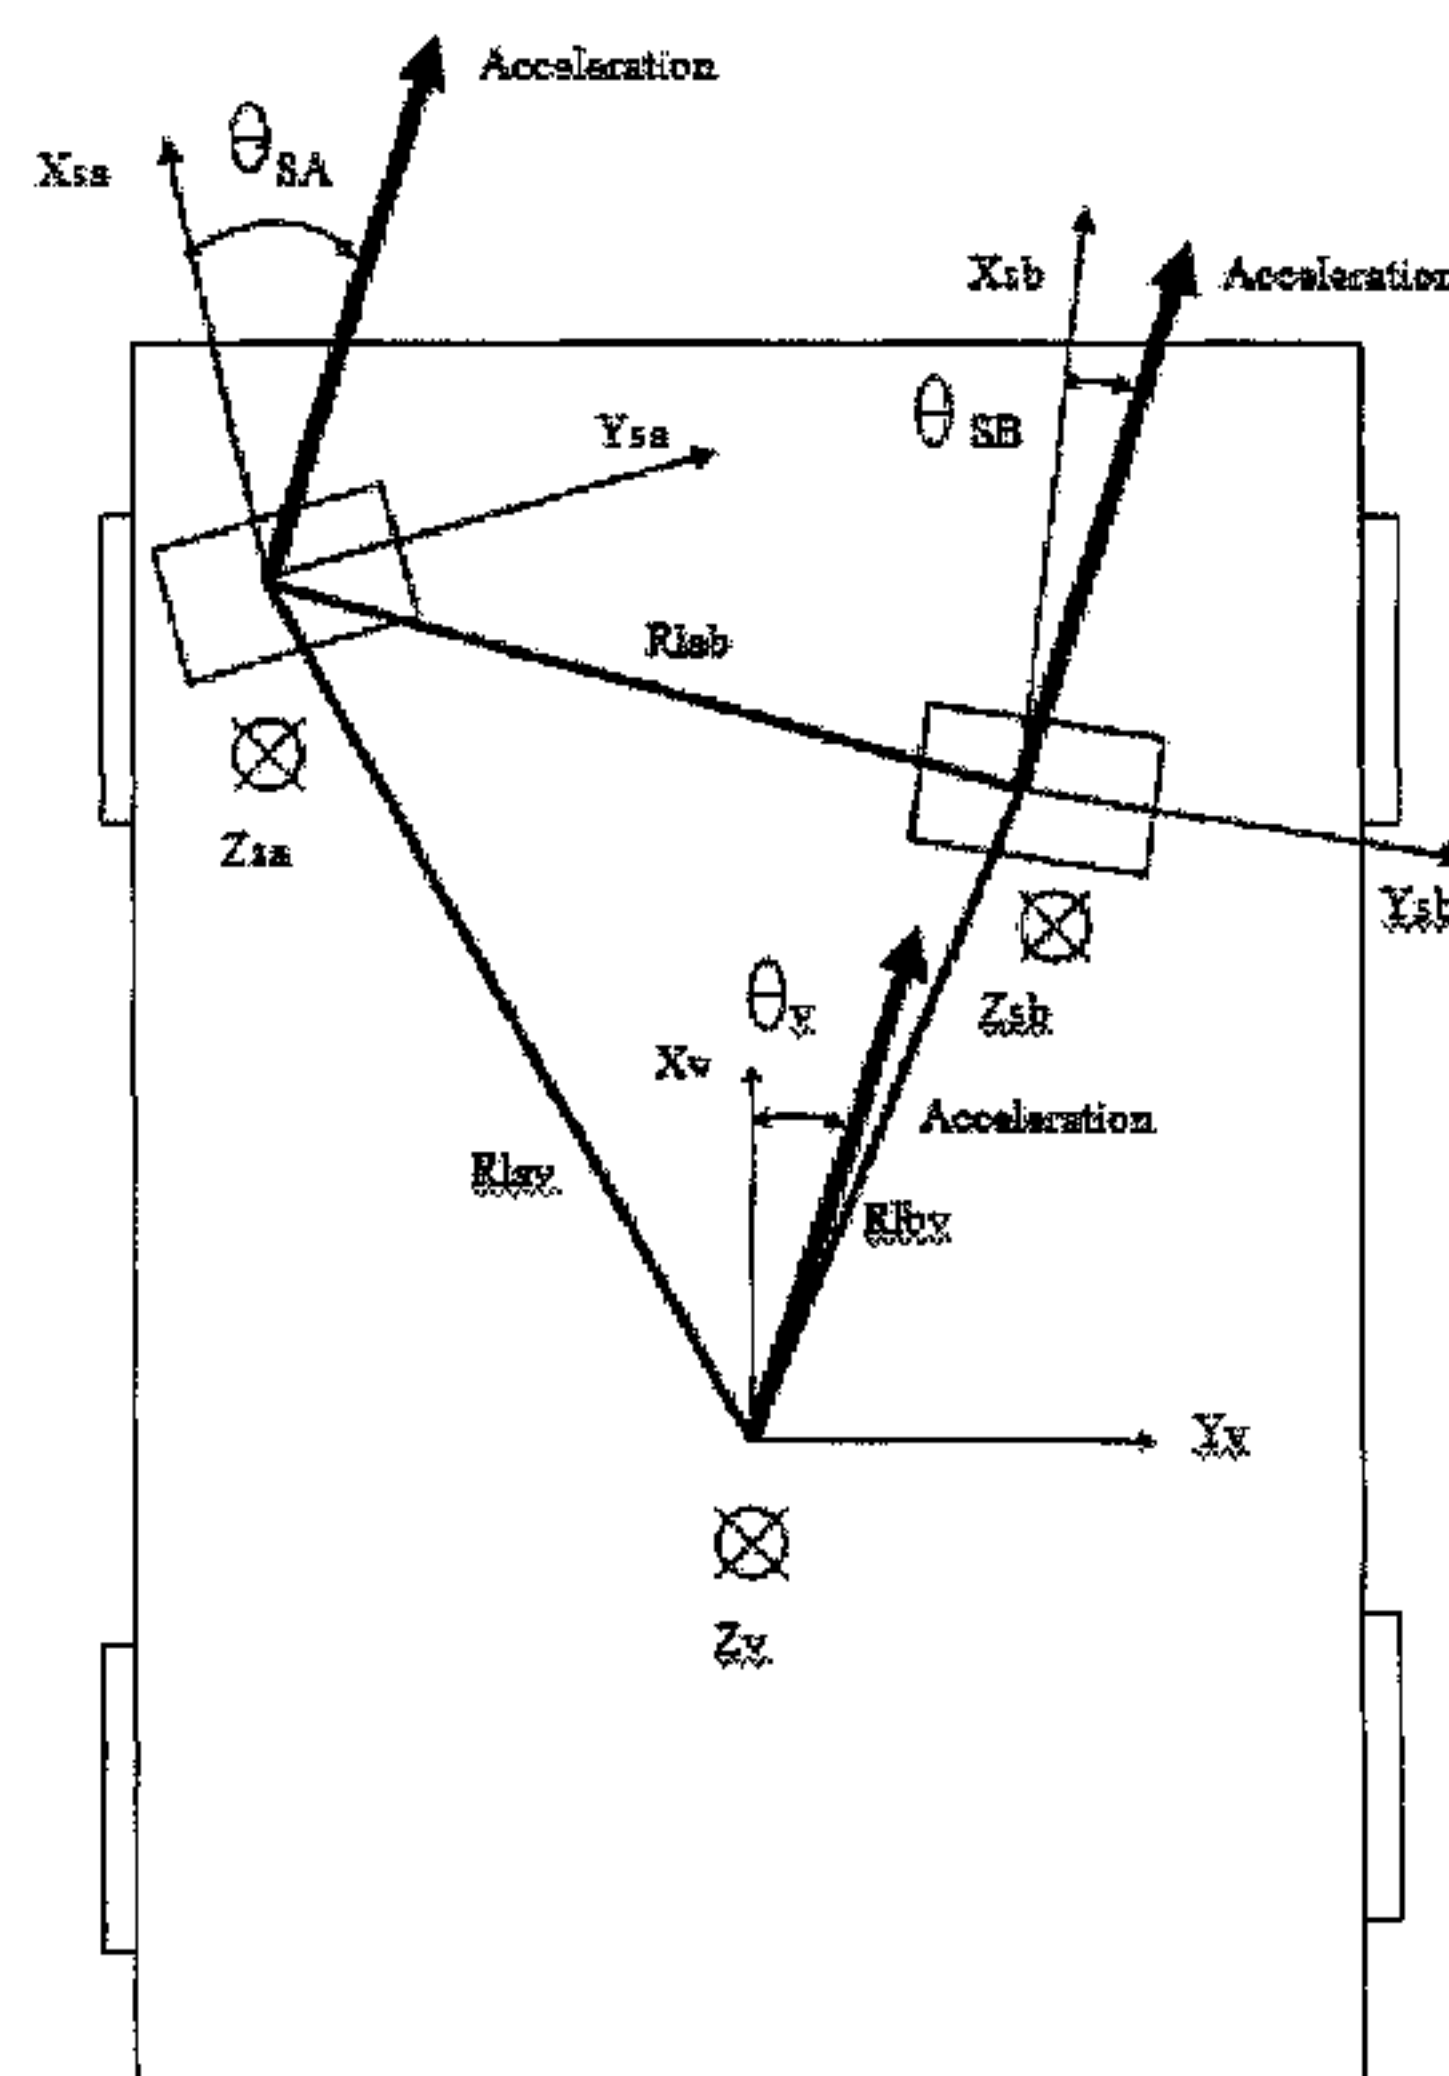 Acceleration
θSA
Xsa
Xsb
Acceleration
θSB
Ysa
Rlab
Zsa
Ysb
Zsb
θv
Xv
Acceleration
Rlav
Rlbv
Yv
Zv